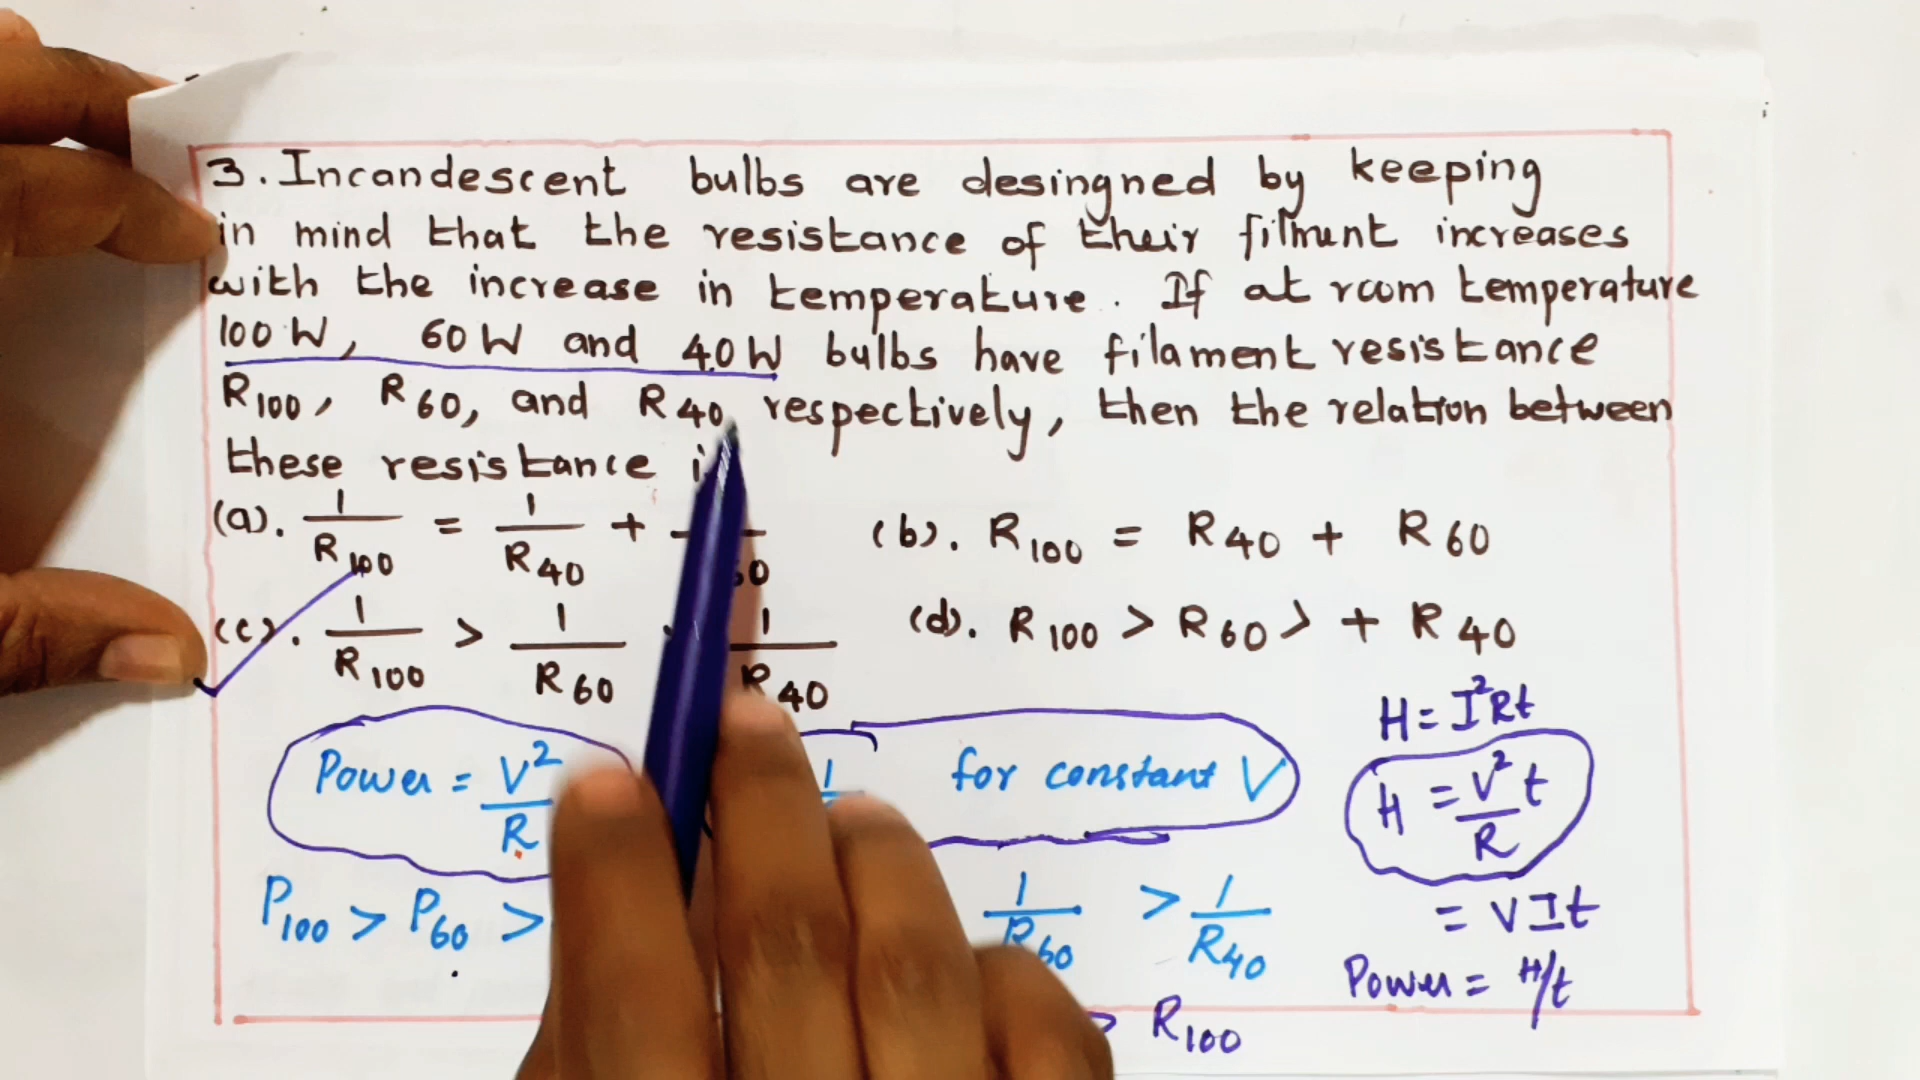 3. Incandescent bulbs are desingned by keeping
in mind that the resistance of their filment increases
with the increase in temperature. If at room temperature
100 W, 60 W and 40 W bulbs have filament resistance
R100, R60, and R40 respectively, then the relation between
these resistance
(a). 1/R100 = 1/R40 + (b). R100 = R40 + R60
(c). 1/R100 > 1/R60 1/R40 (d). R100 > R60 > + R40
H = I²Rt
Power = V²/R for constant V H = V²/R t
P100 > P60 > 1/R60 > 1/R40 = VIt
Power = H/t
> R100